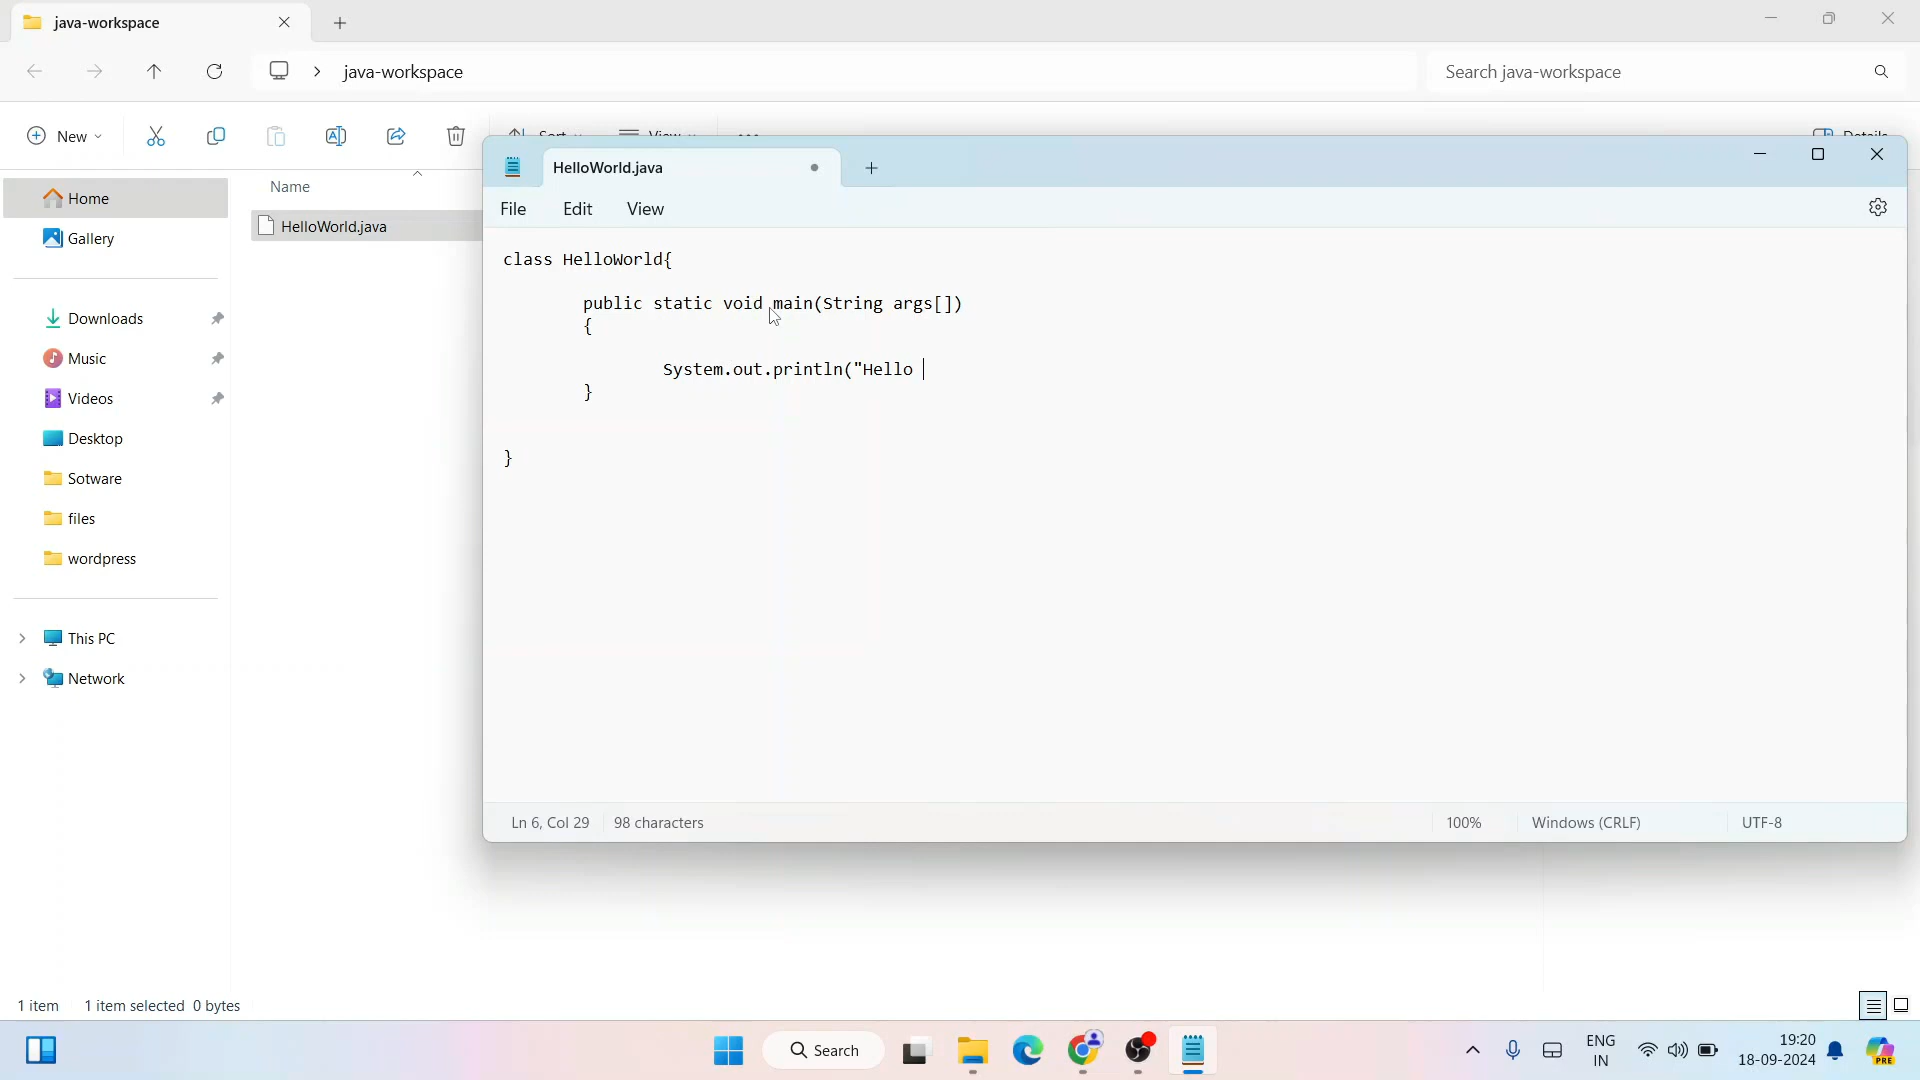 java-workspace
java-workspace
Search java-workspace
New
HelloWorld.java
File Edit View
Name
HelloWorld.java
Home
Gallery
Downloads
Music
Videos
Desktop
Sotware
files
wordpress
This PC
Network
class HelloWorld{
public static void main(String args[])
{
System.out.println("Hello
}
}
Ln 6, Col 29 98 characters 100% Windows (CRLF) UTF-8
1 item 1 item selected 0 bytes
Search
ENG
IN
19:20
18-09-2024
PRE